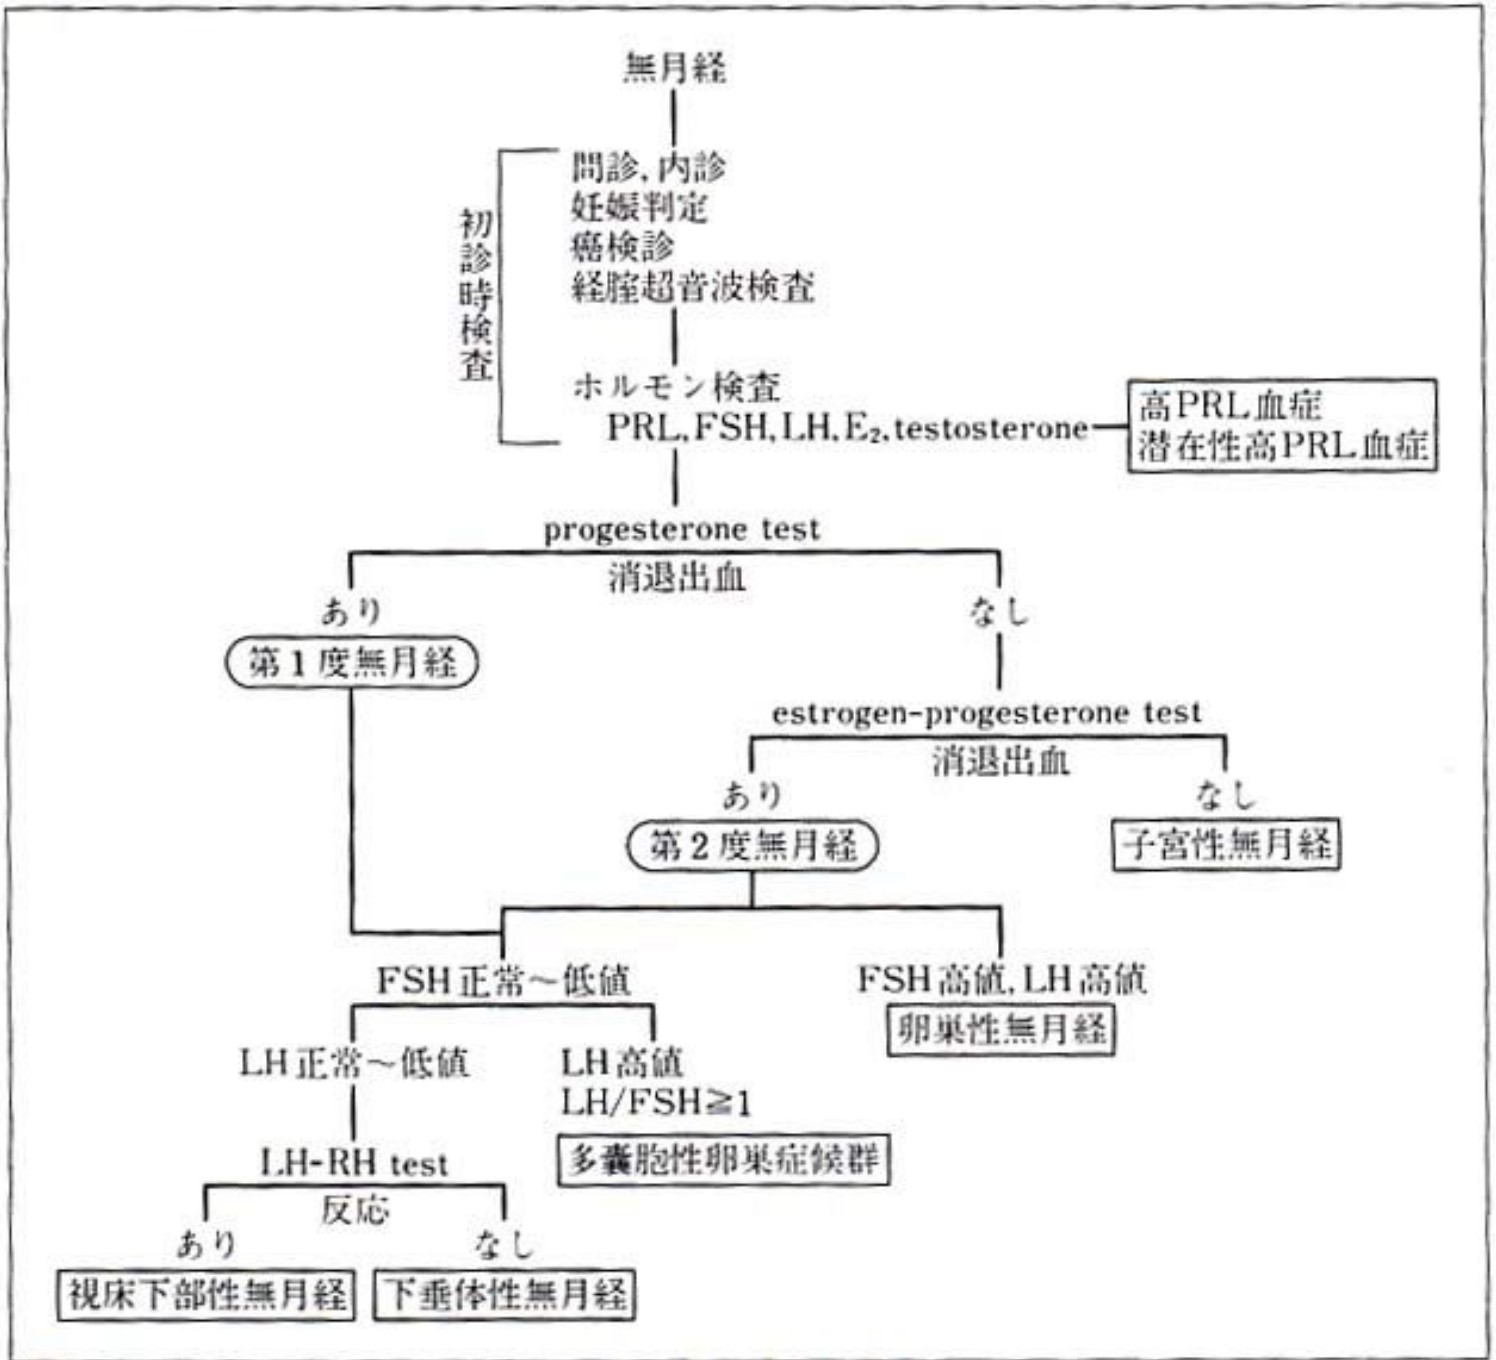 無月経
初診時検査
問診,内診
妊娠判定
癌検診
経腟超音波検査
ホルモン検査
PRL,FSH,LH,E₂,testosterone
高PRL血症
潜在性高PRL血症
progesterone test
消退出血
あり
なし
第1度無月経
estrogen-progesterone test
消退出血
あり
なし
第2度無月経
子宮性無月経
FSH正常~低値
FSH高値,LH高値
卵巣性無月経
LH正常~低値
LH高値
LH/FSH≧1
多嚢胞性卵巣症候群
LH-RH test
反応
あり
なし
視床下部性無月経
下垂体性無月経